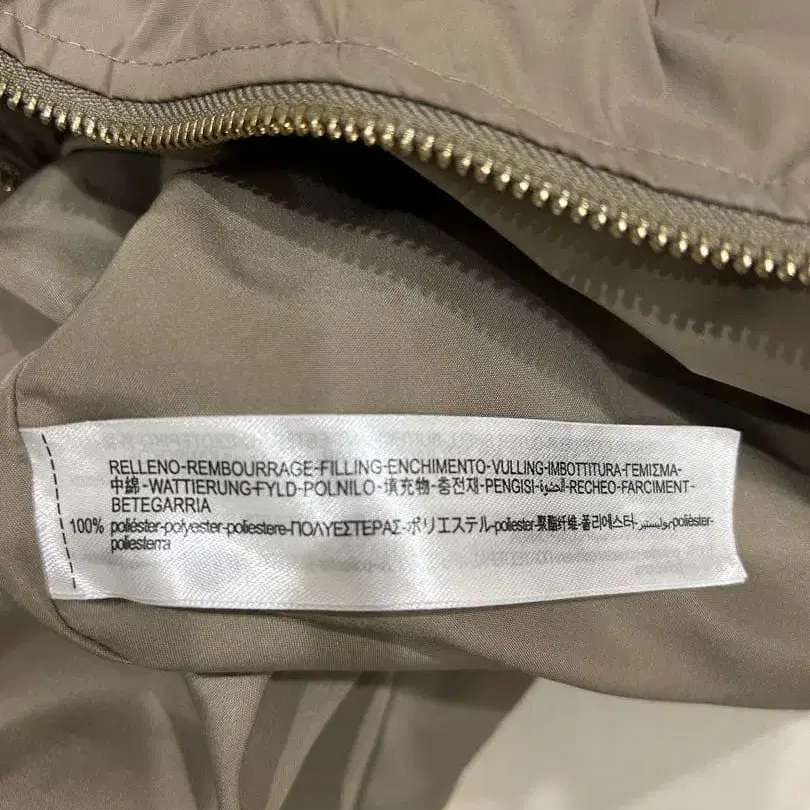 RELLENO-REMBOURRAGE-FILLING-ENCHIMENTO-VULLING-IMBOTTITURA-ΓΕΜΙΣΜΑ-
中綿-WATTIERUNG-FYLD-POLNILO-填充物-충전재-PENGISI-الحشوة-RECHEO-FARCIMENT-
BETEGARRIA
100% poliéster-polyester-poliestere-ΠΟΛΥΕΣΤΕΡΑΣ-ポリエステル-poliester-聚酯纤维-폴리에스터-بوليستير-polièster-
poliesterra